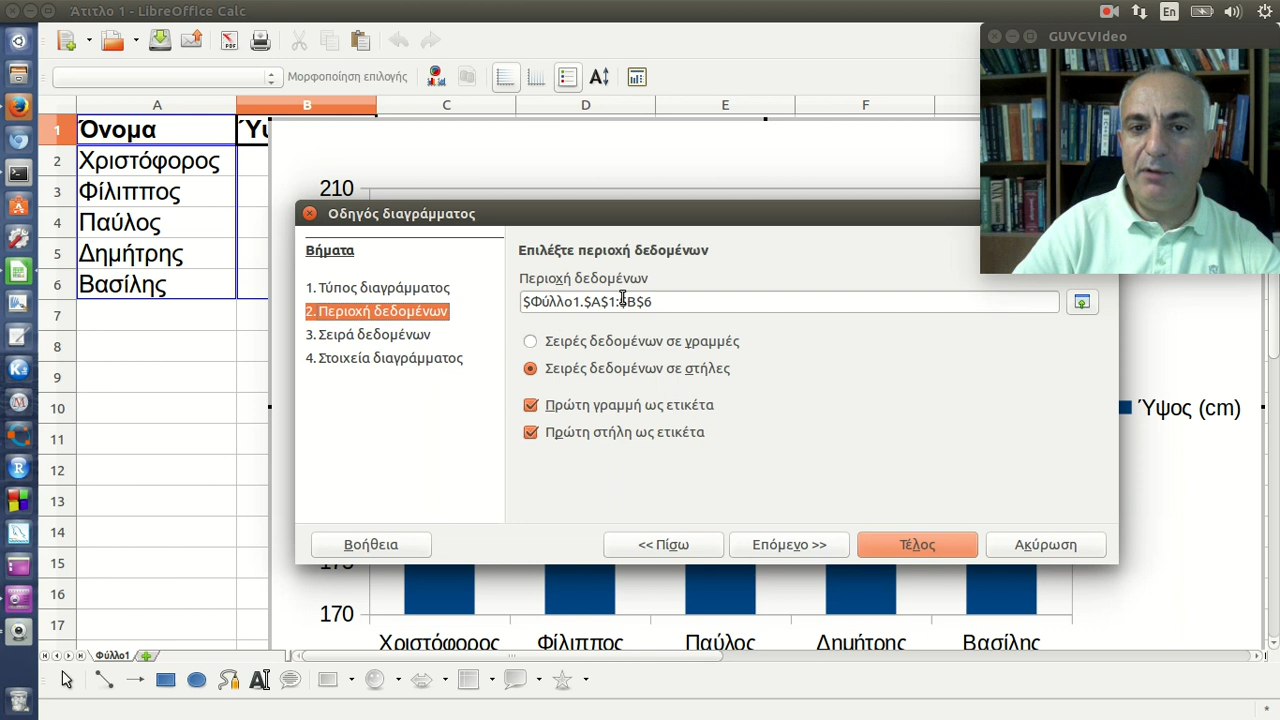 Άτιτλο 1 - LibreOffice Calc
En
GUVCVIdeo
PDF
Μορφοποίηση επιλογής
A B C D E F
1 Όνομα
2 Χριστόφορος
3 Φίλιππος
4 Παύλος
5 Δημήτρης
6 Βασίλης
7
8
9
10
11
12
13
14
15
16
17
210
Οδηγός διαγράμματος
Βήματα
1. Τύπος διαγράμματος
2. Περιοχή δεδομένων
3. Σειρά δεδομένων
4. Στοιχεία διαγράμματος
Επιλέξτε περιοχή δεδομένων
Περιοχή δεδομένων
$Φύλλο1.$A$1:$B$6
Σειρές δεδομένων σε γραμμές
Σειρές δεδομένων σε στήλες
Πρώτη γραμμή ως ετικέτα
Πρώτη στήλη ως ετικέτα
Βοήθεια
<< Πίσω
Επόμενο >>
Τέλος
Ακύρωση
Ύψος (cm)
170
Χριστόφορος Φίλιππος Παύλος Δημήτρης Βασίλης
Φύλλο1